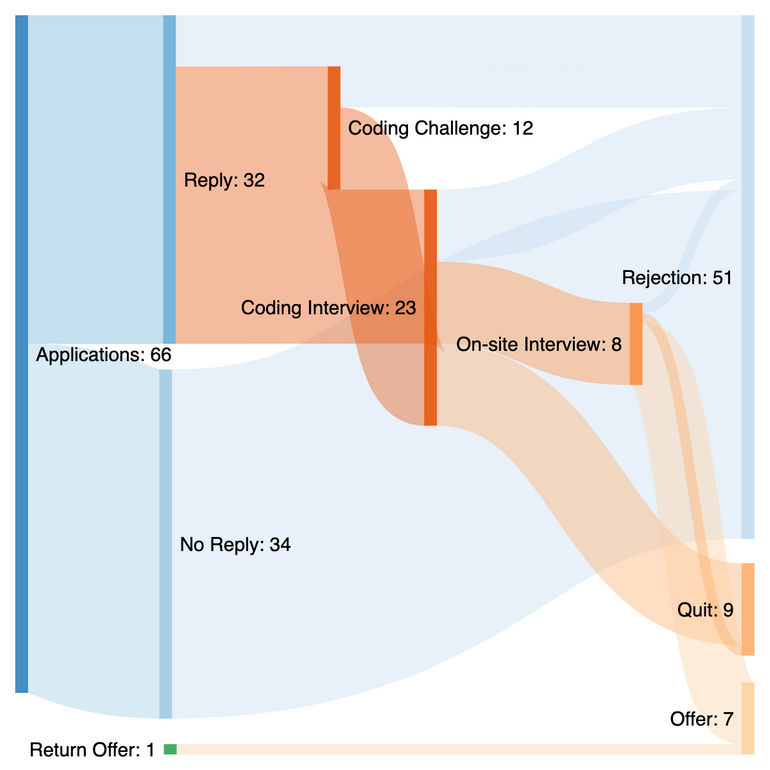 Coding Challenge: 12
Reply: 32
Rejection: 51
Coding Interview: 23
On-site Interview: 8
Applications: 66
No Reply: 34
Quit: 9
Offer: 7
Return Offer: 1